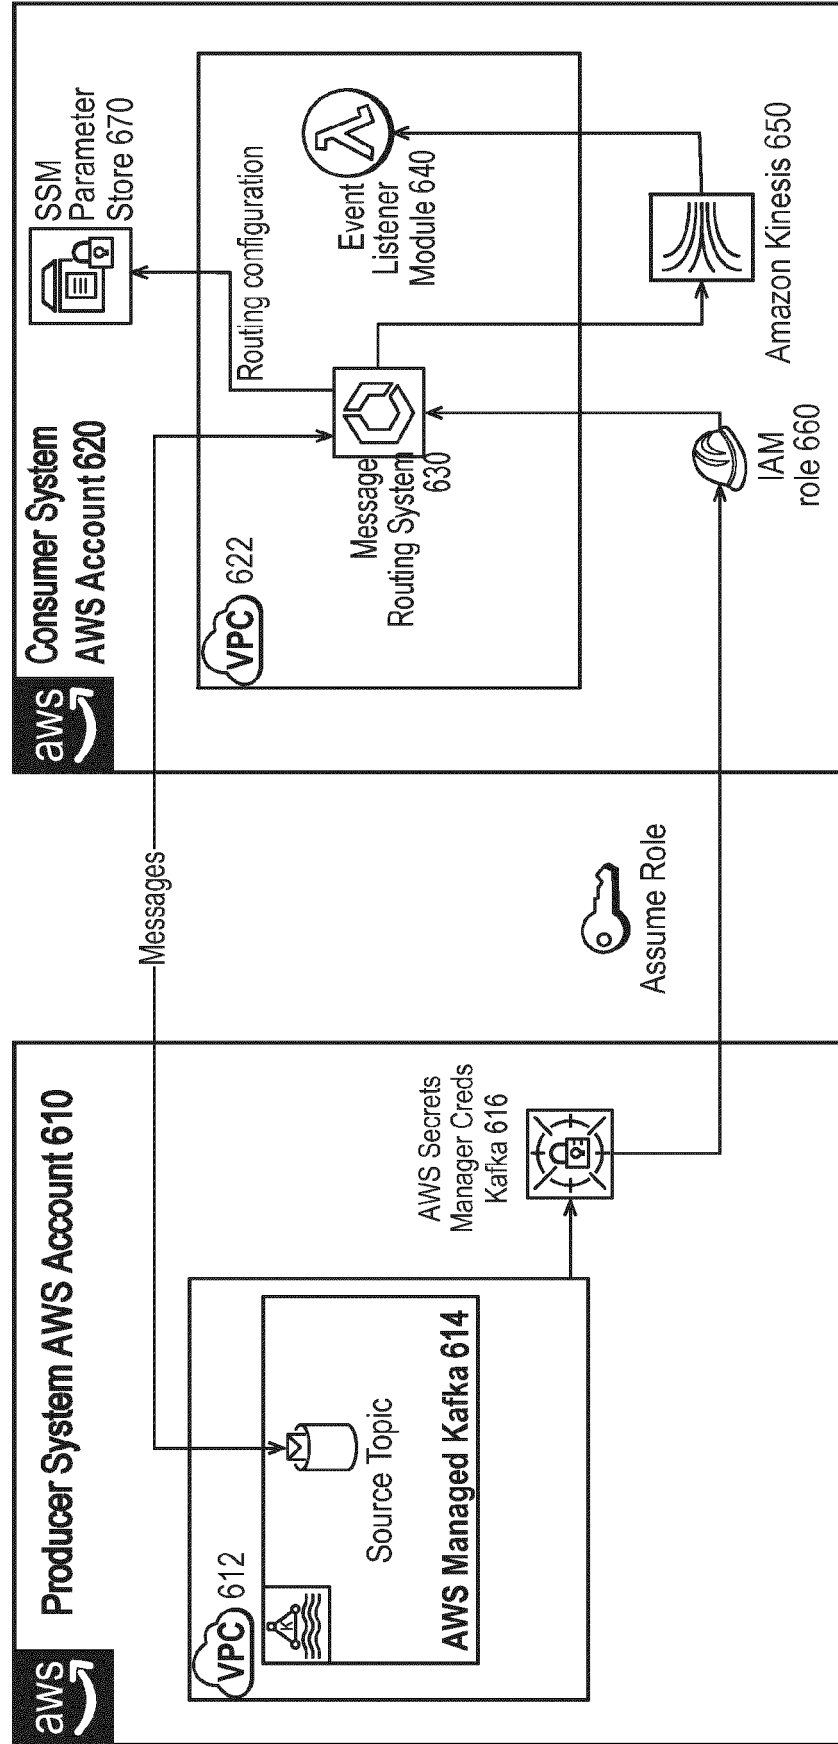 aws
Producer System AWS Account 610
VPC
612
K
Source Topic
AWS Managed Kafka 614
AWS Secrets
Manager Creds
Kafka 616
Messages
Assume Role
aws
Consumer System
AWS Account 620
VPC
622
SSM
Parameter
Store 670
Routing configuration
Message
Routing System
630
Event
Listener
Module 640
IAM
role 660
Amazon Kinesis 650